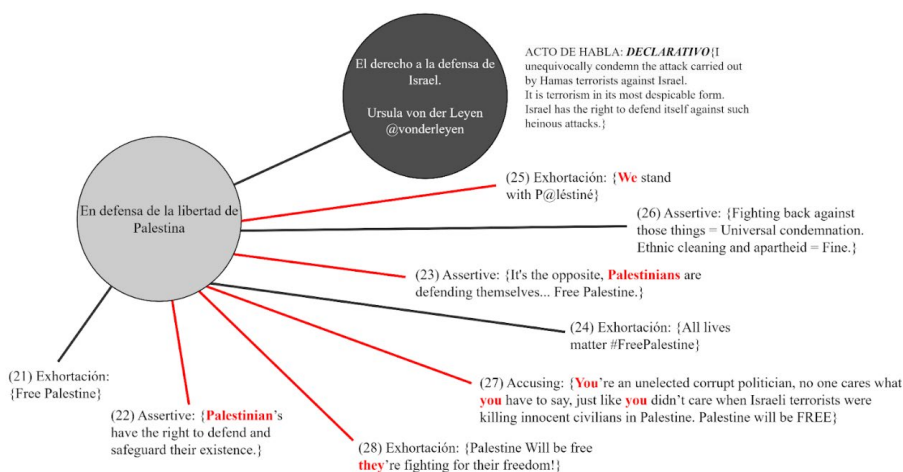 El derecho a la defensa de
Israel.
Ursula von der Leyen
@vonderleyen
ACTO DE HABLA: DECLARATIVO{I
unequivocally condemn the attack carried out
by Hamas terrorists against Israel.
It is terrorism in its most despicable form.
Israel has the right to defend itself against such
heinous attacks.}
En defensa de la libertad de
Palestina
(25) Exhortación: {We stand
with P@léstiné}
(26) Assertive: {Fighting back against
those things = Universal condemnation.
Ethnic cleaning and apartheid = Fine.}
(23) Assertive: {It's the opposite, Palestinians are
defending themselves... Free Palestine.}
(24) Exhortación: {All lives
matter #FreePalestine}
(21) Exhortación:
{Free Palestine}
(27) Accusing: {You're an unelected corrupt politician, no one cares what
you have to say, just like you didn't care when Israeli terrorists were
killing innocent civilians in Palestine. Palestine will be FREE}
(22) Assertive: {Palestinian's
have the right to defend and
safeguard their existence.}
(28) Exhortación: {Palestine Will be free
they're fighting for their freedom!}